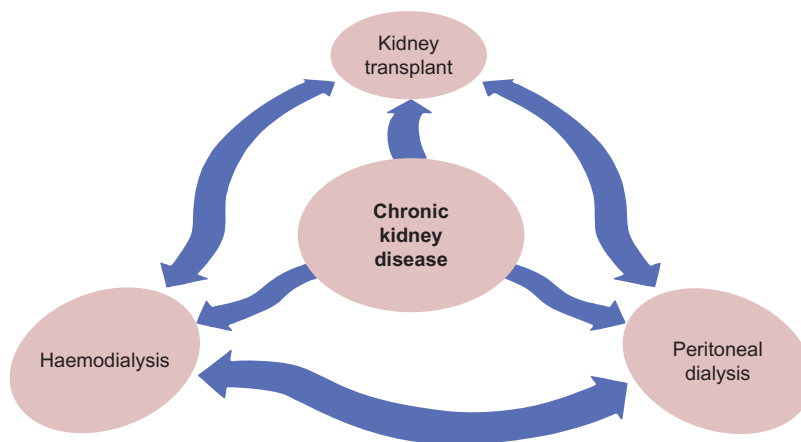 Kidney
transplant
Chronic
kidney
disease
Haemodialysis
Peritoneal
dialysis